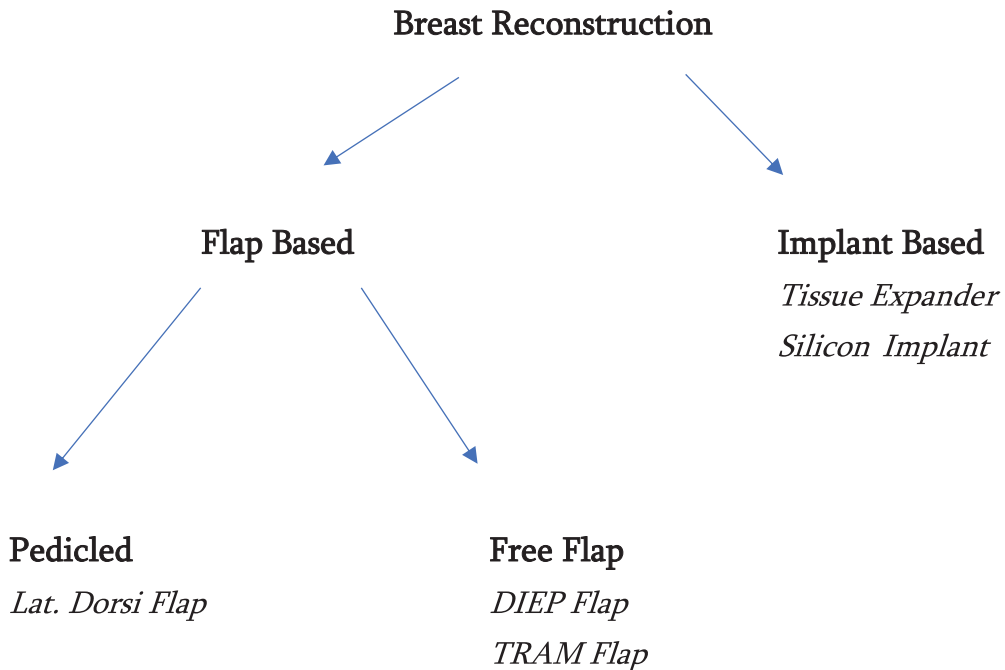 Breast Reconstruction
Flap Based
Implant Based
Tissue Expander
Silicon Implant
Pedicled
Lat. Dorsi Flap
Free Flap
DIEP Flap
TRAM Flap